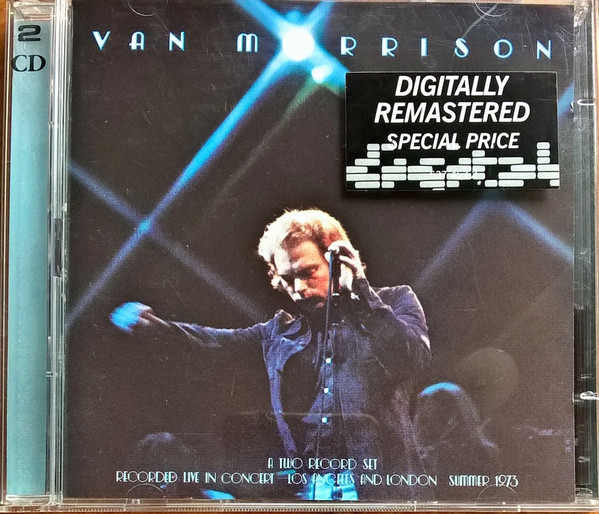 2
CD
VAN MORRISON
DIGITALLY
REMASTERED
SPECIAL PRICE
digital
A TWO RECORD SET
RECORDED LIVE IN CONCERT LOS ANGELES AND LONDON SUMMER 1973